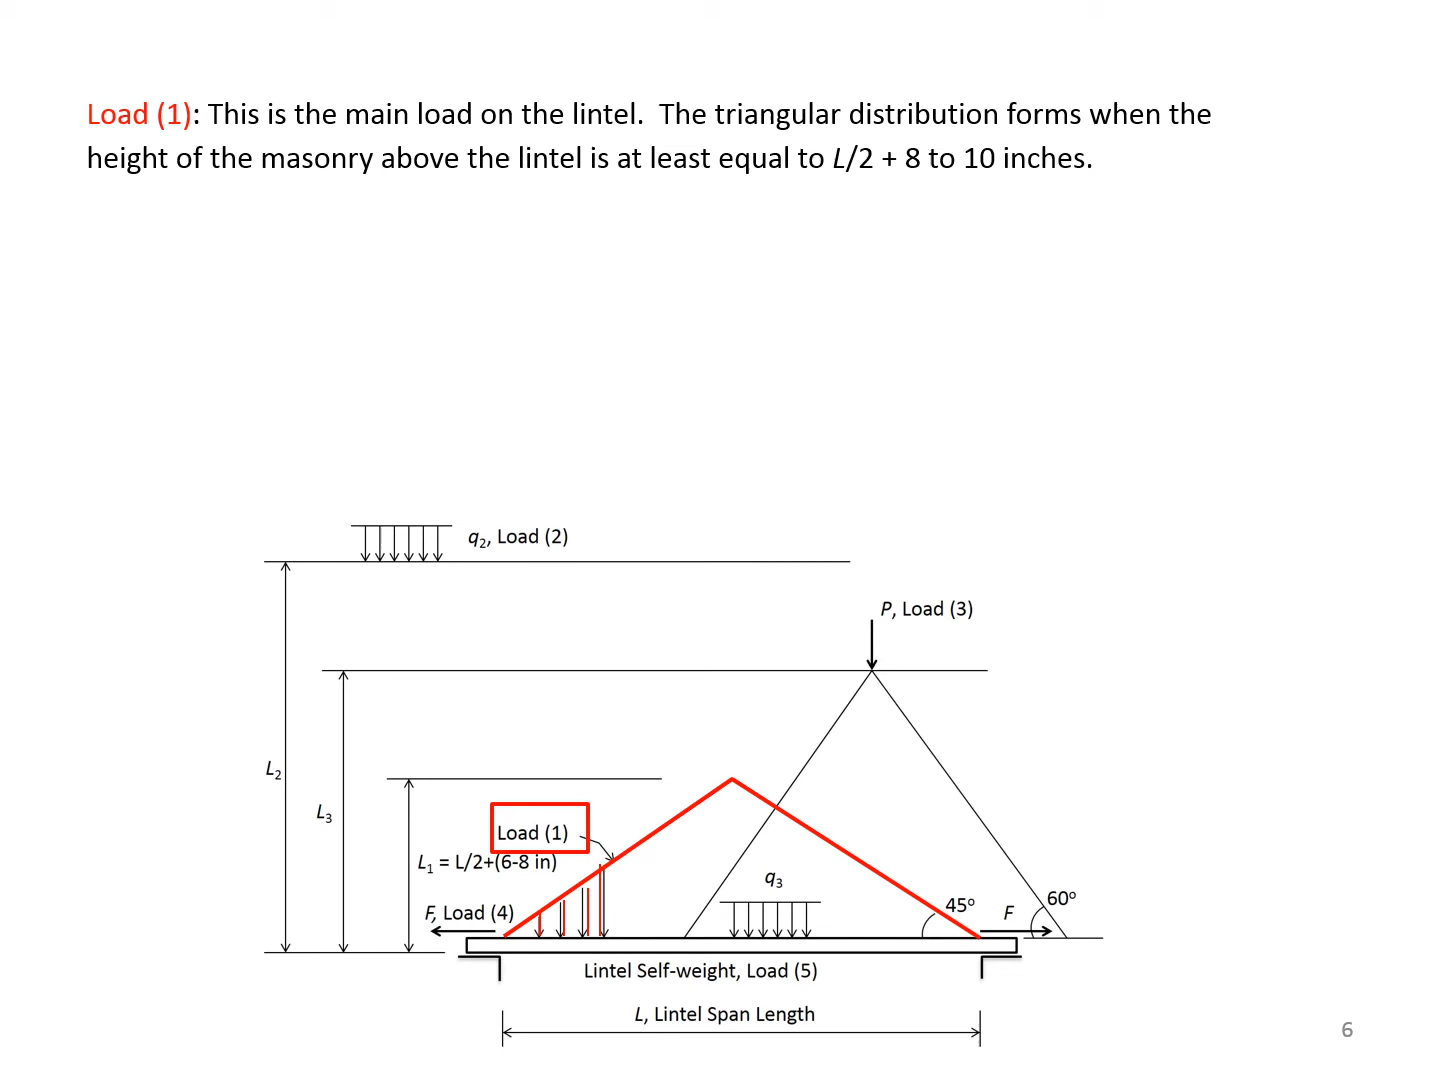 Load (1): This is the main load on the lintel. The triangular distribution forms when the
height of the masonry above the lintel is at least equal to L/2 + 8 to 10 inches.
q2, Load (2)
P, Load (3)
L2
L3
Load (1)
L1 = L/2+(6-8 in)
q3
F, Load (4)
45o
F
60o
Lintel Self-weight, Load (5)
L, Lintel Span Length
6